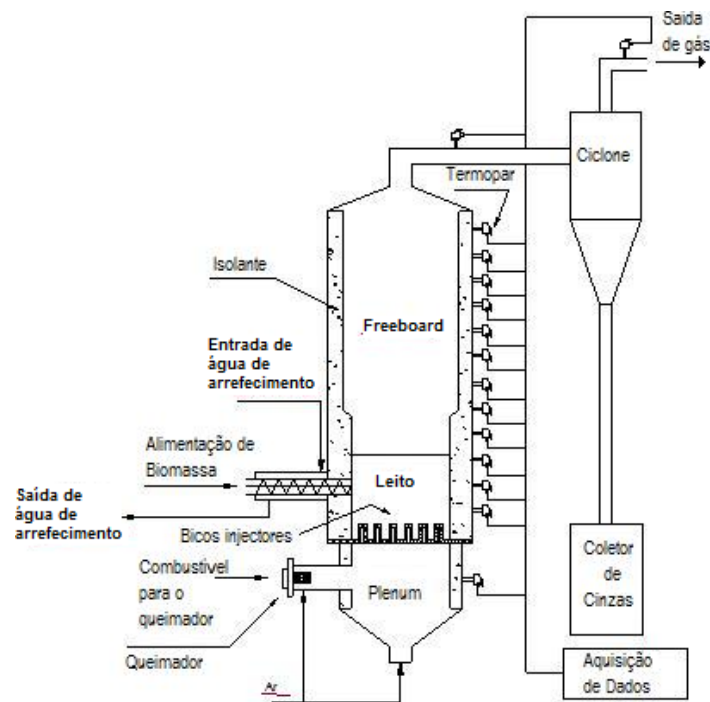 Saida
de gás
Ciclone
Termopar
Isolante
Freeboard
Entrada de
água de
arrefecimento
Alimentação de
Biomassa
Leito
Saída de
água de
arrefecimento
Bicos injectores
Combustível
para o
queimador
Plenum
Coletor
de
Cinzas
Queimador
Ar
Aquisição
de Dados